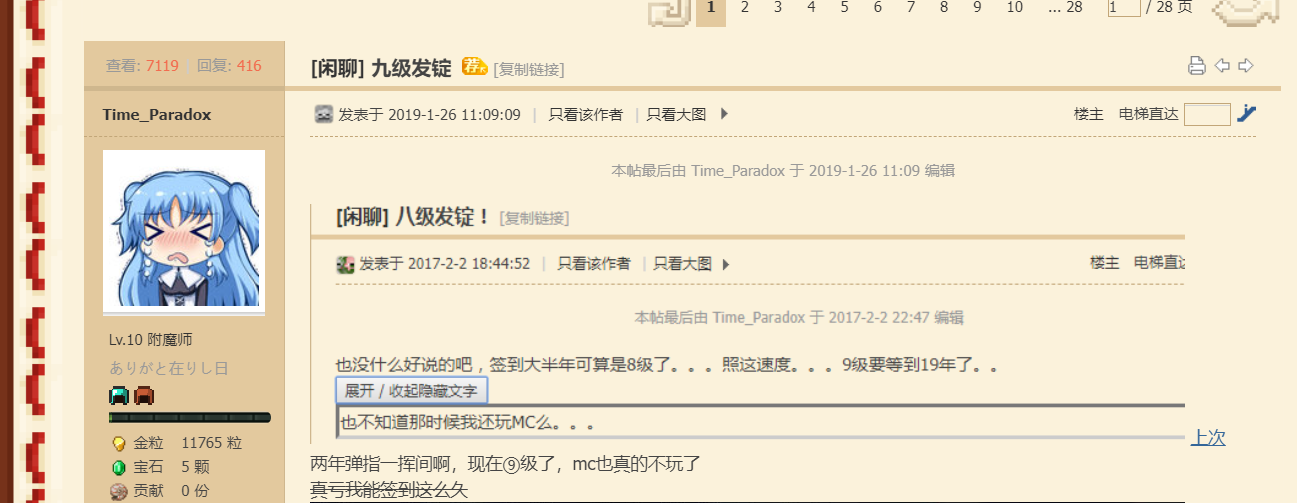 1 2 3 4 5 6 7 8 9 10 ... 28 1 / 28 页
查看: 7119 回复: 416
[闲聊] 九级发锭 荐 [复制链接]
Time_Paradox
发表于 2019-1-26 11:09:09 | 只看该作者 | 只看大图
楼主 电梯直达
本帖最后由 Time_Paradox 于 2019-1-26 11:09 编辑
[闲聊] 八级发锭！ [复制链接]
发表于 2017-2-2 18:44:52 | 只看该作者 | 只看大图
楼主 电梯直达
本帖最后由 Time_Paradox 于 2017-2-2 22:47 编辑
也没什么好说的吧，签到大半年可算是8级了。。。照这速度。。。9级要等到19年了。。
展开 / 收起隐藏文字
也不知道那时候我还玩MC么。。。
上次
两年弹指一挥间啊，现在⑨级了，mc也真的不玩了
真亏我能签到这么久
Lv.10 附魔师
ありがと在りし日
金粒 11765 粒
宝石 5 颗
贡献 0 份